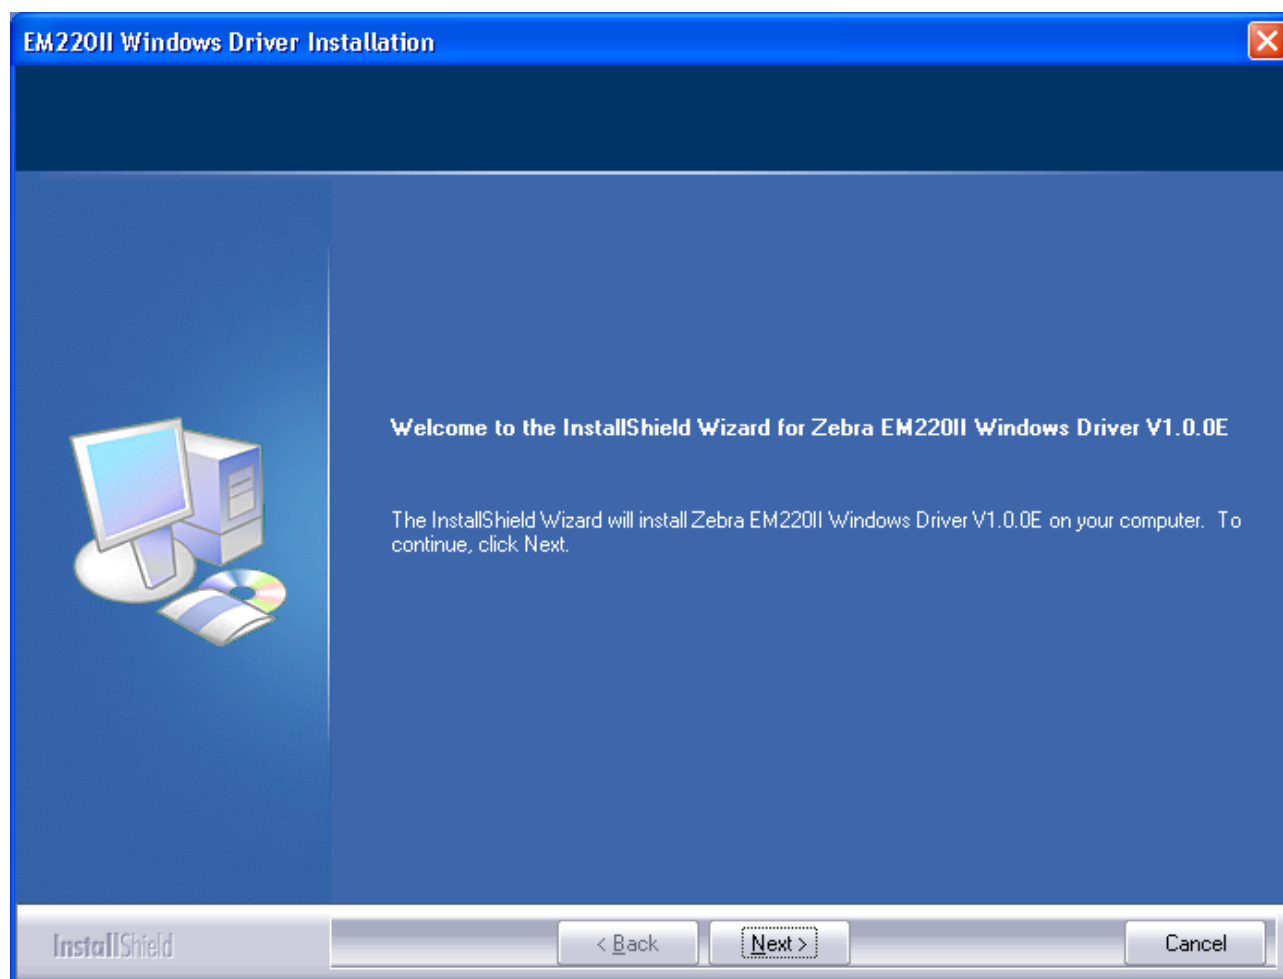 EM220II Windows Driver Installation
Welcome to the InstallShield Wizard for Zebra EM220II Windows Driver V1.0.0E
The InstallShield Wizard will install Zebra EM220II Windows Driver V1.0.0E on your computer.  To
continue, click Next.
InstallShield
< Back
Next >
Cancel